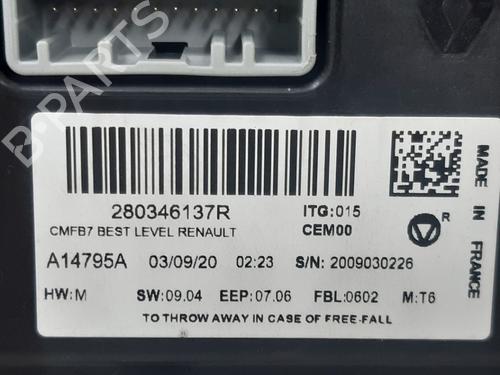 B-PARTS
280346137R
ITG:015
CMFB7 BEST LEVEL RENAULT
CEM00
R
MADE IN FRANCE
A14795A 03/09/20 02:23 S/N: 2009030226
HW:M SW:09.04 EEP:07.06 FBL:0602 M:T6
TO THROW AWAY IN CASE OF FREE-FALL